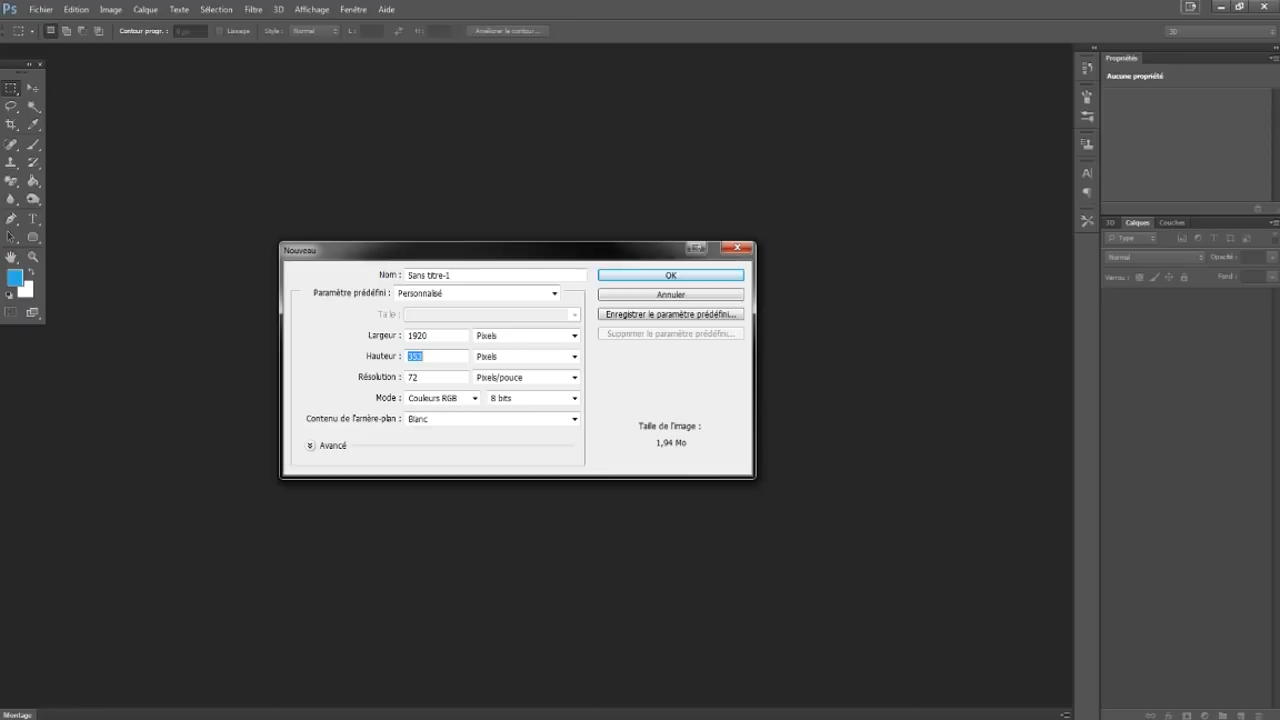 Ps Fichier Edition Image Calque Texte Sélection Filtre 3D Affichage Fenêtre Aide
Contour progr. : 0 px Lissage Style : Normal L : H : Améliorer le contour... 3D
Propriétés
Aucune propriété
3D Calques Couches
Type
Normal Opacité :
Verrou : Fond :
Nouveau
Nom : Sans titre-1 OK
Paramètre prédéfini : Personnalisé Annuler
Taille : Enregistrer le paramètre prédéfini...
Largeur : 1920 Pixels Supprimer le paramètre prédéfini...
Hauteur : 353 Pixels
Résolution : 72 Pixels/pouce
Mode : Couleurs RGB 8 bits
Contenu de l'arrière-plan : Blanc
Avancé
Taille de l'image :
1,94 Mo
Montage